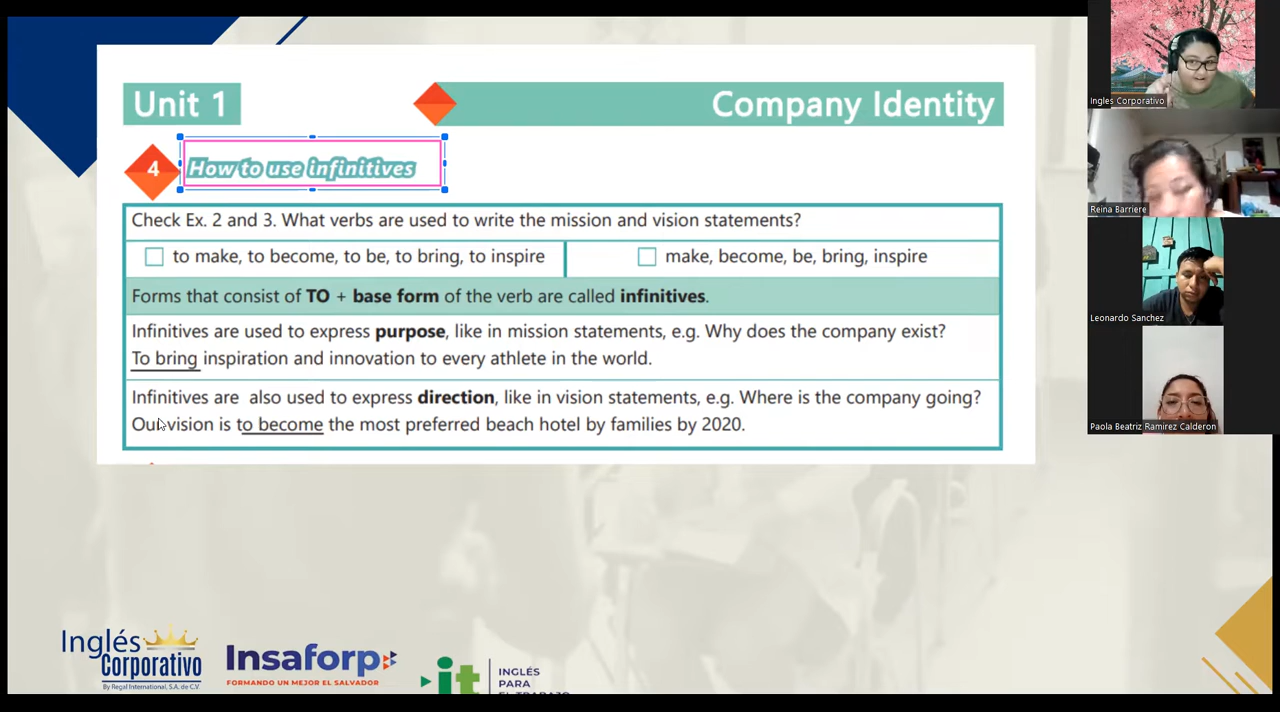 Unit 1
Company Identity
4
How to use infinitives
Check Ex. 2 and 3. What verbs are used to write the mission and vision statements?
to make, to become, to be, to bring, to inspire
make, become, be, bring, inspire
Forms that consist of TO + base form of the verb are called infinitives.
Infinitives are used to express purpose, like in mission statements, e.g. Why does the company exist?
To bring inspiration and innovation to every athlete in the world.
Infinitives are also used to express direction, like in vision statements, e.g. Where is the company going?
Our vision is to become the most preferred beach hotel by families by 2020.
Inglés
Corporativo
By Regal International, S.A. de C.V.
Insaforp
FORMANDO UN MEJOR EL SALVADOR
it
INGLÉS
PARA
EL TRABAJO
Ingles Corporativo
Reina Barriere
Leonardo Sanchez
Paola Beatriz Ramirez Calderon